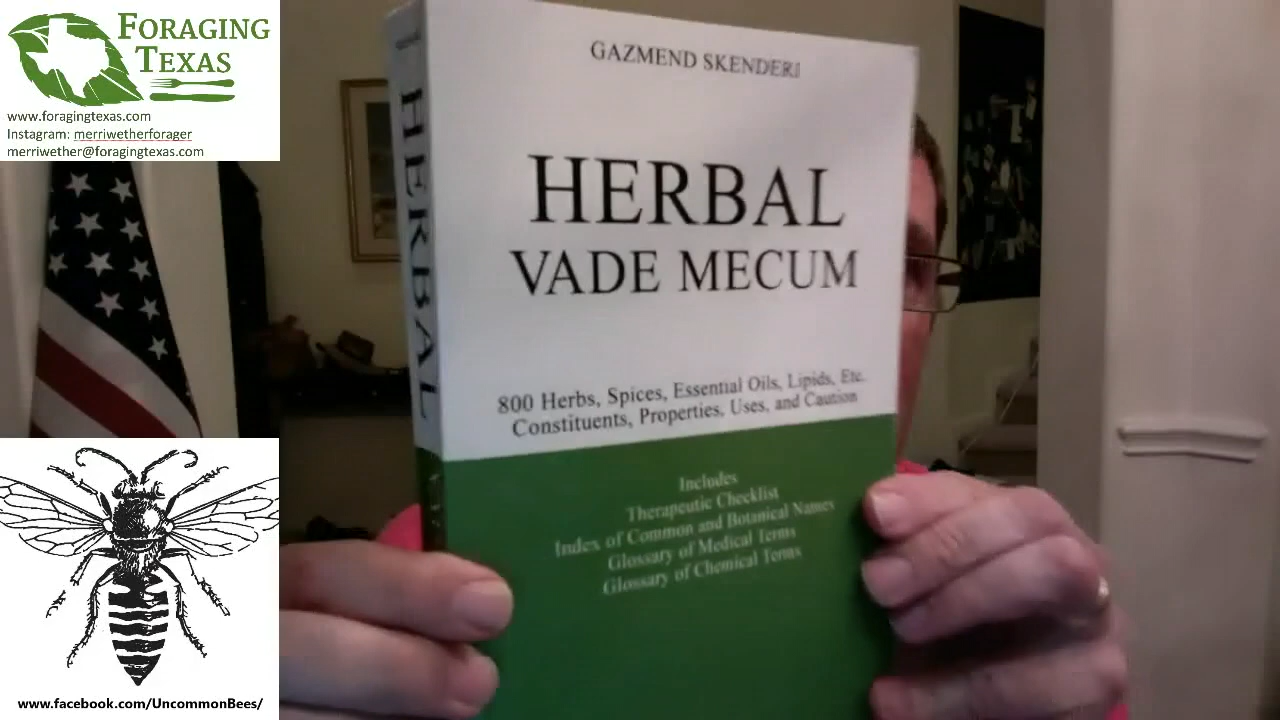 FORAGING
TEXAS
www.foragingtexas.com
Instagram: merriwetherforager
merriwether@foragingtexas.com
GAZMEND SKENDERI
HERBAL
VADE MECUM
800 Herbs, Spices, Essential Oils, Lipids, Etc.
Constituents, Properties, Uses, and Caution
Includes
Therapeutic Checklist
Index of Common and Botanical Names
Glossary of Medical Terms
Glossary of Chemical Terms
HERBAL
www.facebook.com/UncommonBees/